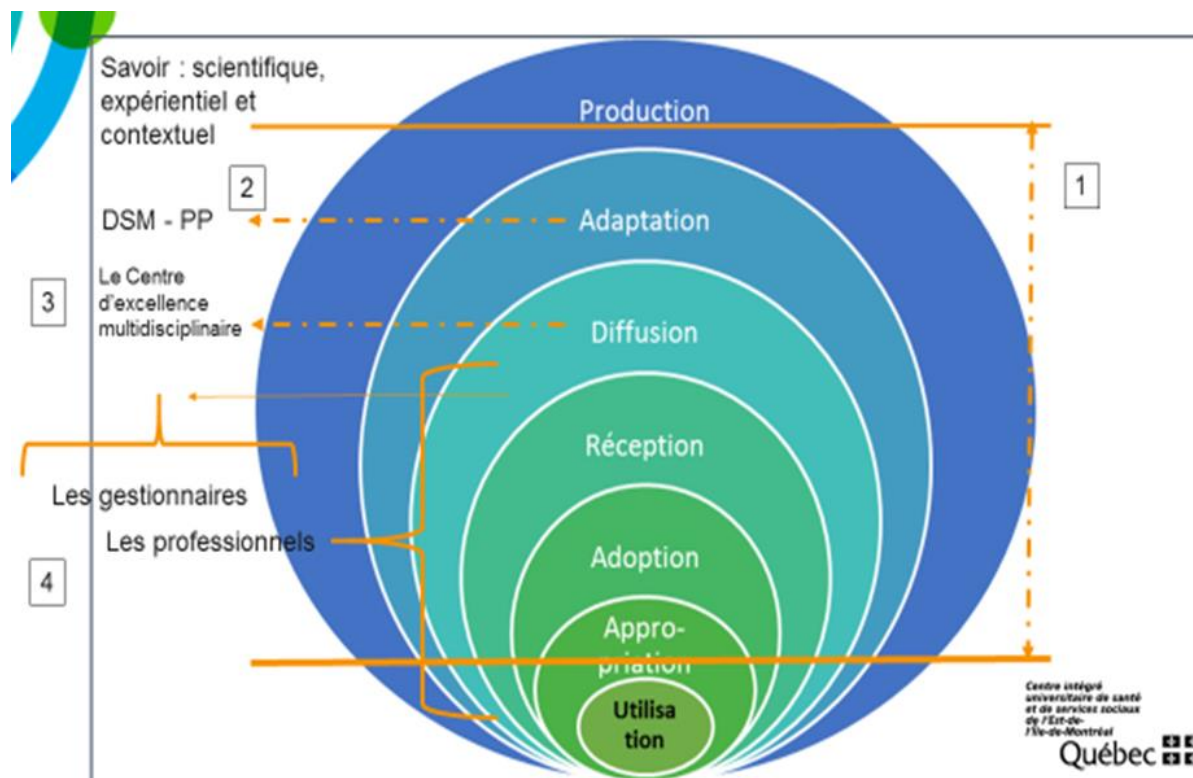 Savoir : scientifique,
expérientiel et
contextuel
Production
1
2
DSM - PP
Adaptation
3
Le Centre
d'excellence
multidisciplinaire
Diffusion
Réception
Les gestionnaires
Les professionnels
Adoption
4
Appro-
priation
Utilisa
tion
Centre intégré
universitaire de santé
et de services sociaux
de l'Est-de-
l'Île-de-Montréal
Québec